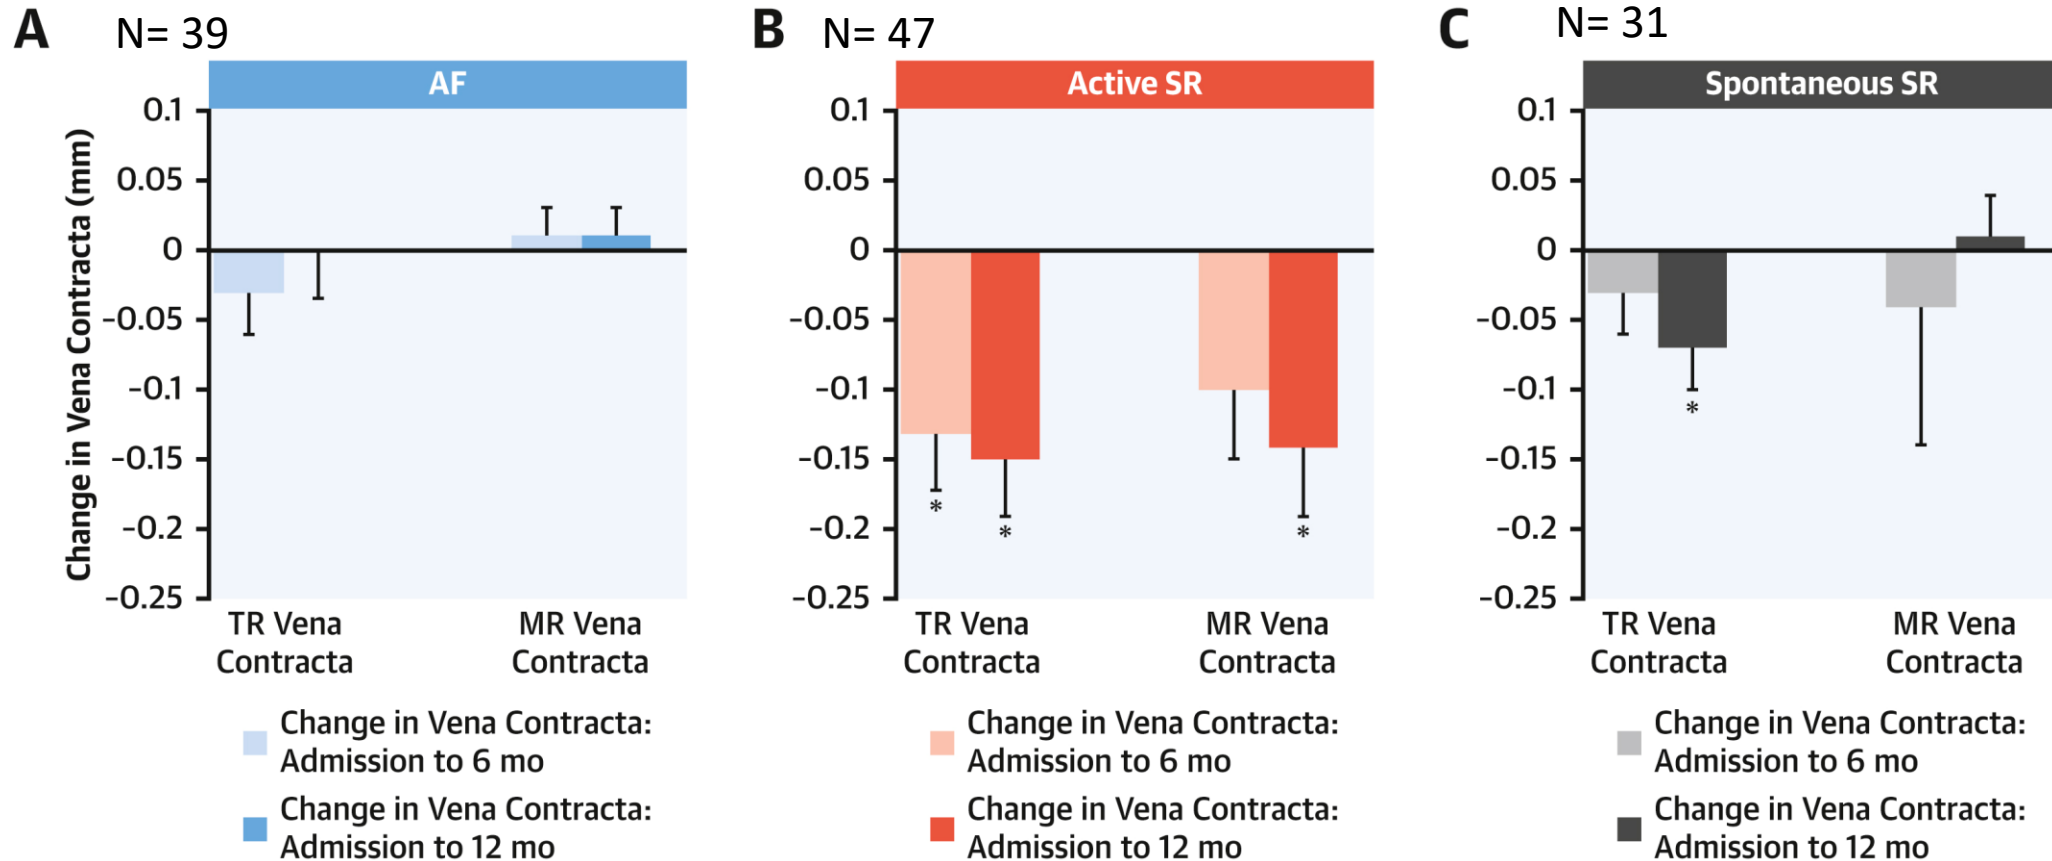 A
N= 39
AF
Change in Vena Contracta (mm)
0.1
0.05
0
−0.05
−0.1
−0.15
−0.2
−0.25
TR Vena
Contracta
MR Vena
Contracta
Change in Vena Contracta:
Admission to 6 mo
Change in Vena Contracta:
Admission to 12 mo
B
N= 47
Active SR
0.1
0.05
0
−0.05
−0.1
−0.15
−0.2
−0.25
*
*
*
TR Vena
Contracta
MR Vena
Contracta
Change in Vena Contracta:
Admission to 6 mo
Change in Vena Contracta:
Admission to 12 mo
C
N= 31
Spontaneous SR
0.1
0.05
0
−0.05
−0.1
−0.15
−0.2
−0.25
*
TR Vena
Contracta
MR Vena
Contracta
Change in Vena Contracta:
Admission to 6 mo
Change in Vena Contracta:
Admission to 12 mo